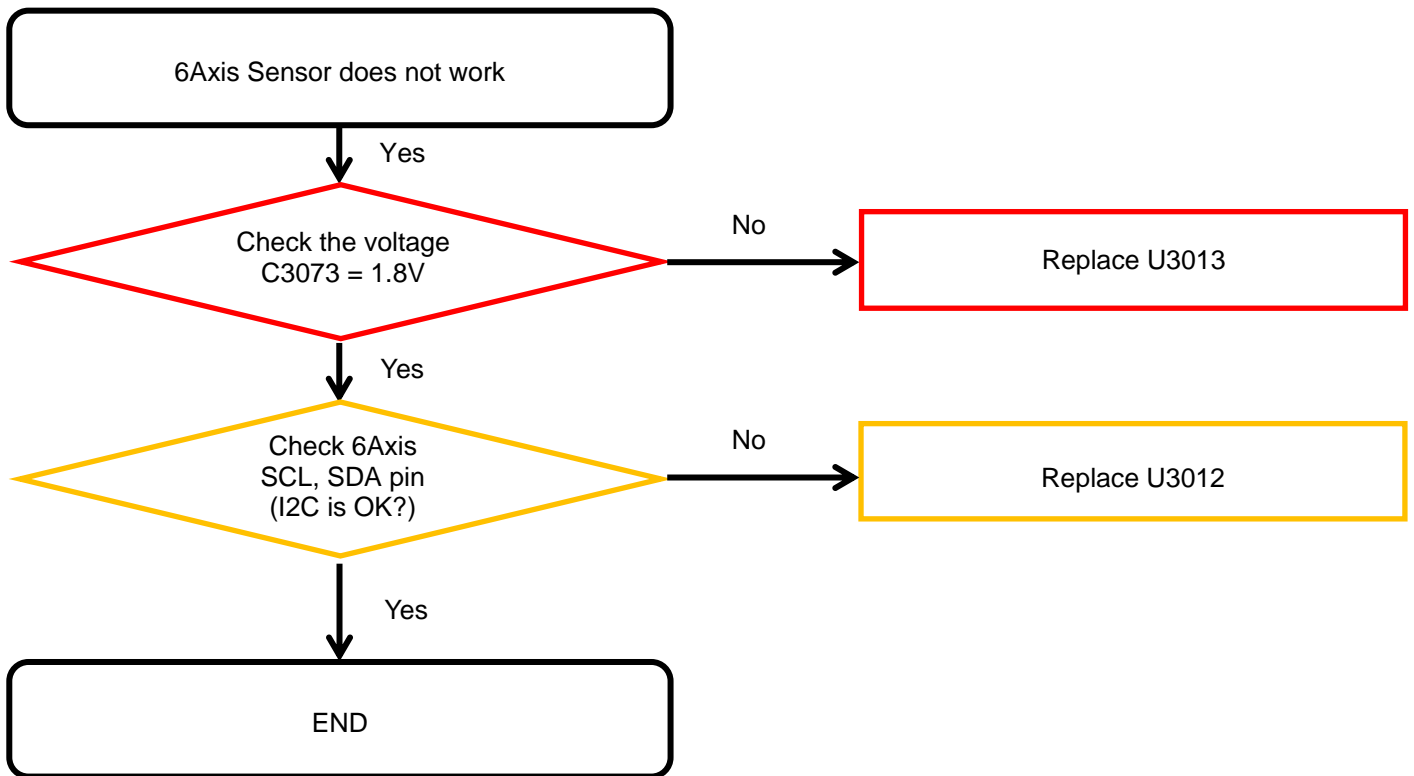 6Axis Sensor does not work
Yes
Check the voltage
C3073 = 1.8V
No
Replace U3013
Yes
Check 6Axis
SCL, SDA pin
(I2C is OK?)
No
Replace U3012
Yes
END